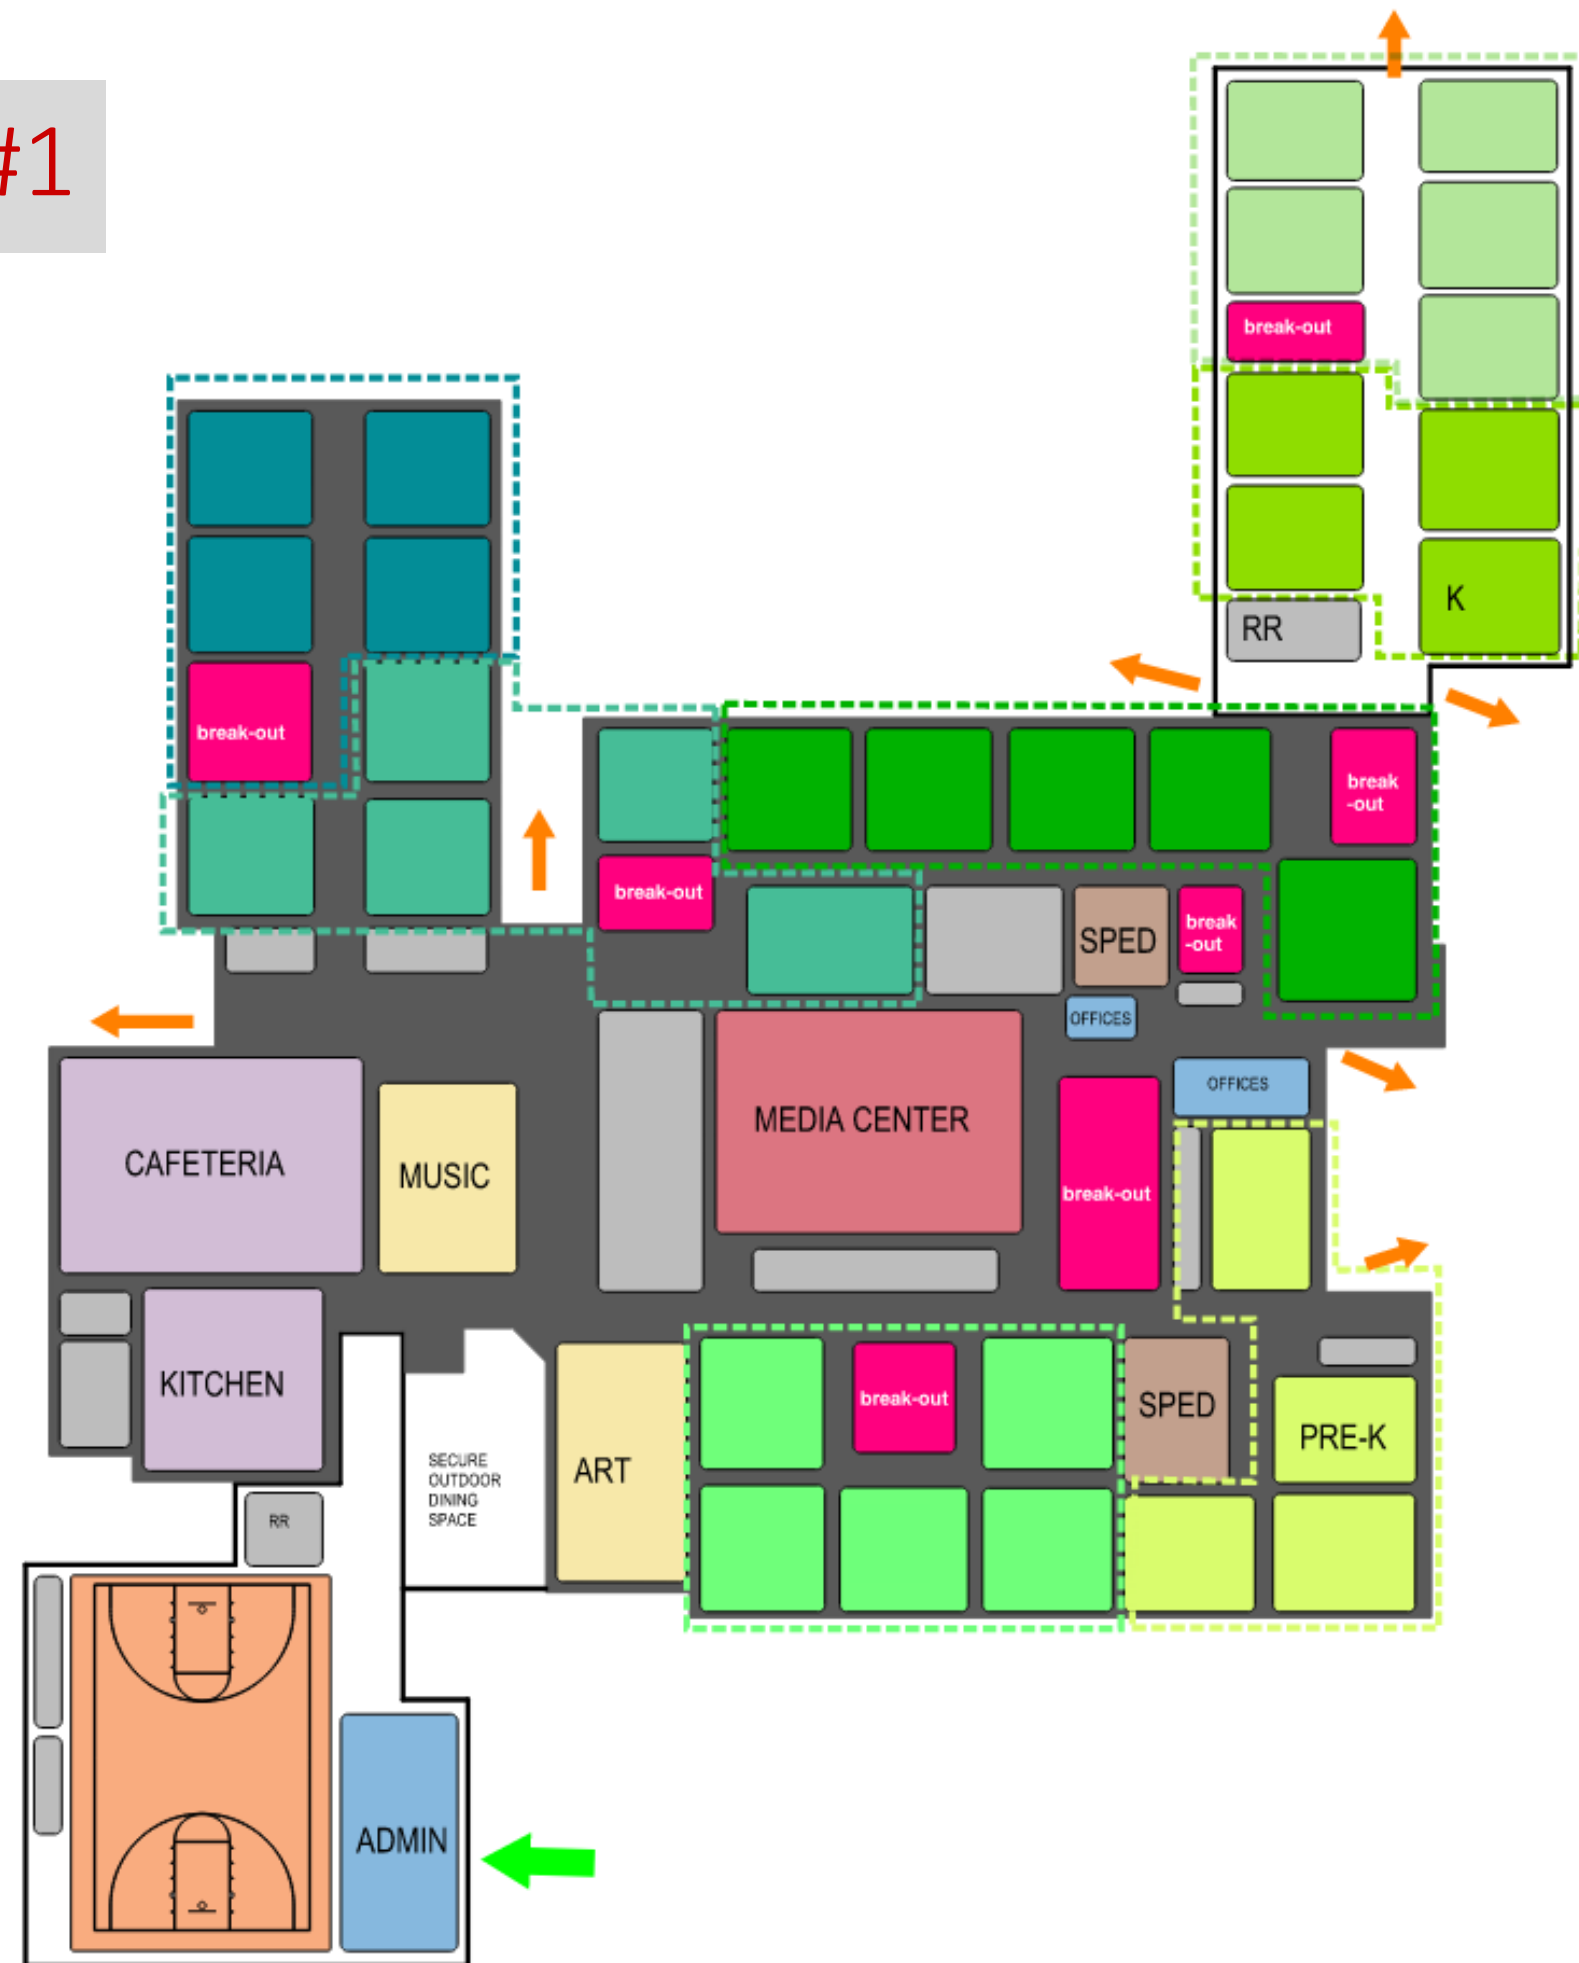 #1
break-out
K
RR
break-out
break
-out
break-out
SPED
break
-out
OFFICES
OFFICES
MEDIA CENTER
CAFETERIA
MUSIC
break-out
KITCHEN
break-out
SPED
PRE-K
ART
SECURE
OUTDOOR
DINING
SPACE
RR
ADMIN